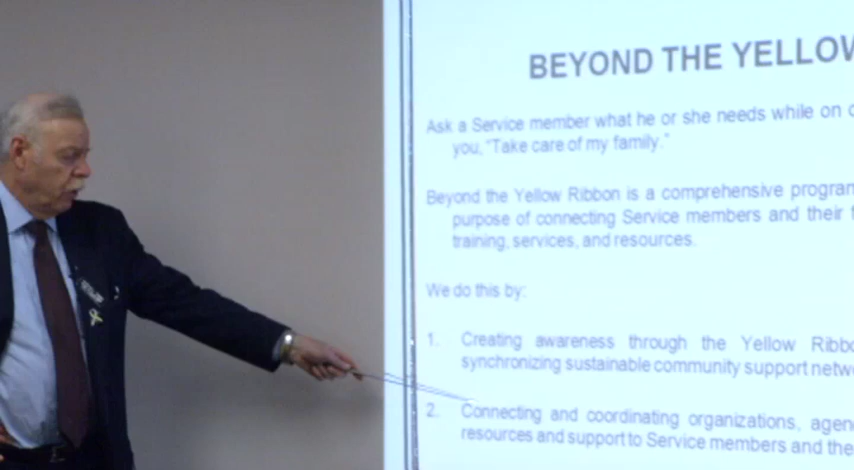 BEYOND THE YELLOW
Ask a Service member what he or she needs while on
you, "Take care of my family."
Beyond the Yellow Ribbon is a comprehensive program
purpose of connecting Service members and their
training, services, and resources.
We do this by:
1. Creating awareness through the Yellow Ribbo
synchronizing sustainable community support netw
2. Connecting and coordinating organizations, agen
resources and support to Service members and the